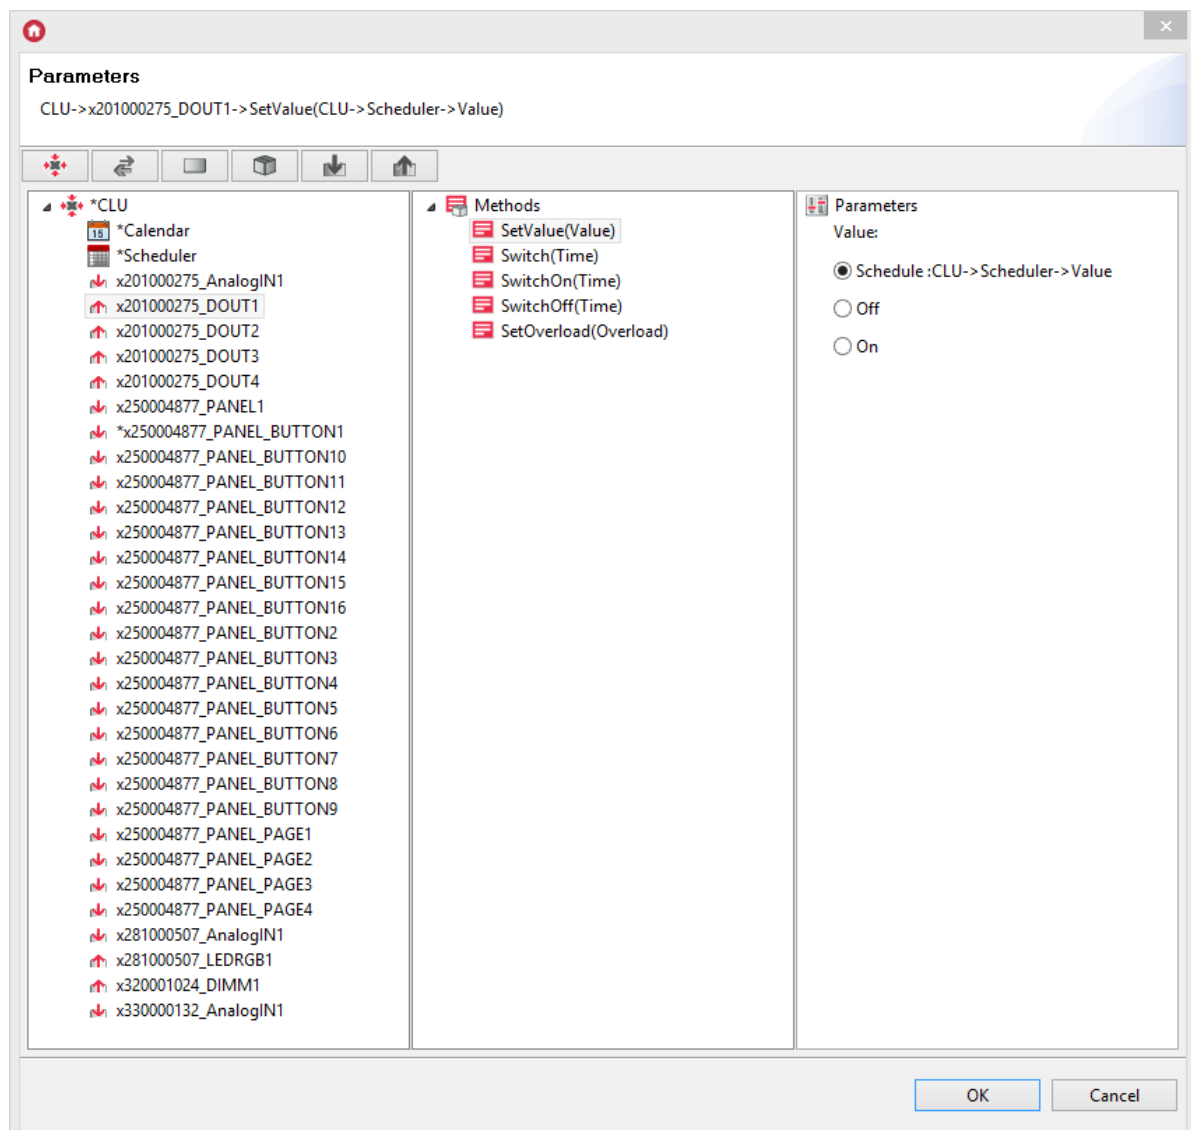 Parameters
CLU->x201000275_DOUT1->SetValue(CLU->Scheduler->Value)
*CLU
15 *Calendar
*Scheduler
x201000275_AnalogIN1
x201000275_DOUT1
x201000275_DOUT2
x201000275_DOUT3
x201000275_DOUT4
x250004877_PANEL1
*x250004877_PANEL_BUTTON1
x250004877_PANEL_BUTTON10
x250004877_PANEL_BUTTON11
x250004877_PANEL_BUTTON12
x250004877_PANEL_BUTTON13
x250004877_PANEL_BUTTON14
x250004877_PANEL_BUTTON15
x250004877_PANEL_BUTTON16
x250004877_PANEL_BUTTON2
x250004877_PANEL_BUTTON3
x250004877_PANEL_BUTTON4
x250004877_PANEL_BUTTON5
x250004877_PANEL_BUTTON6
x250004877_PANEL_BUTTON7
x250004877_PANEL_BUTTON8
x250004877_PANEL_BUTTON9
x250004877_PANEL_PAGE1
x250004877_PANEL_PAGE2
x250004877_PANEL_PAGE3
x250004877_PANEL_PAGE4
x281000507_AnalogIN1
x281000507_LEDRGB1
x320001024_DIMM1
x330000132_AnalogIN1
Methods
SetValue(Value)
Switch(Time)
SwitchOn(Time)
SwitchOff(Time)
SetOverload(Overload)
Parameters
Value:
Schedule :CLU->Scheduler->Value
Off
On
OK
Cancel